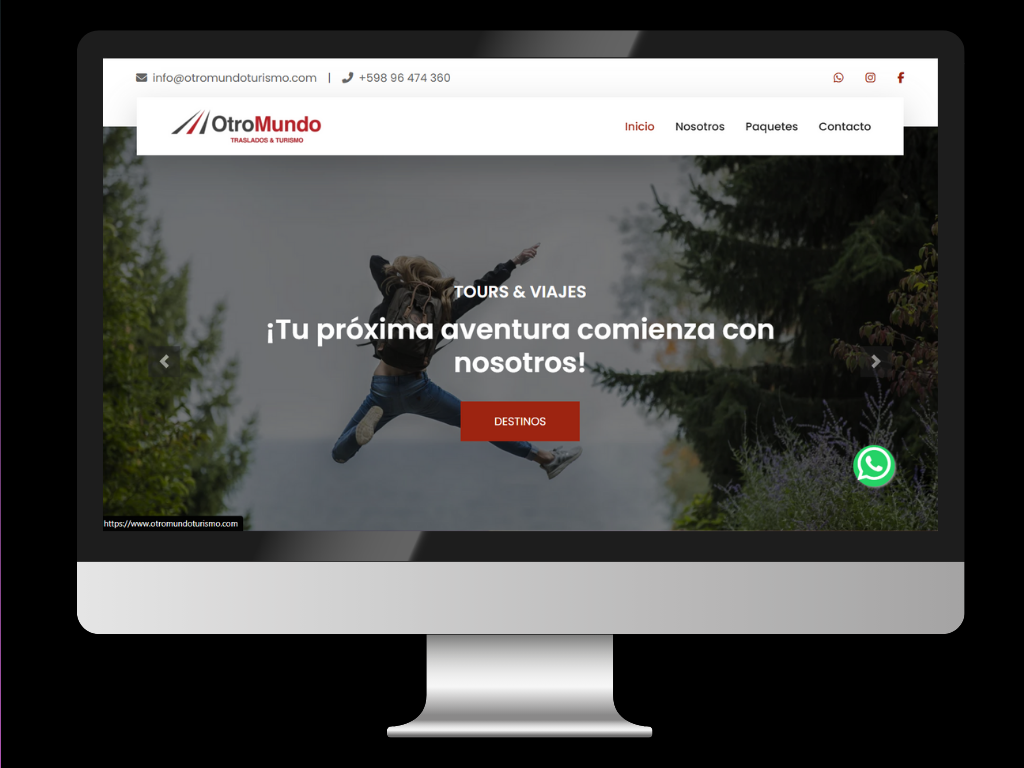 info@otromundoturismo.com | +598 96 474 360
OtroMundo
TRASLADOS & TURISMO
Inicio Nosotros Paquetes Contacto
TOURS & VIAJES
¡Tu próxima aventura comienza con
nosotros!
DESTINOS
https://www.otromundoturismo.com